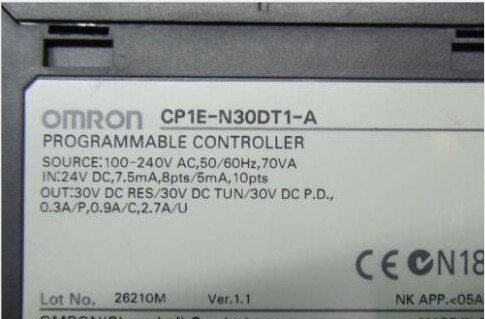 OMRON CP1E-N30DT1-A
PROGRAMMABLE CONTROLLER
SOURCE:100-240V AC,50/60Hz,70VA
IN:24V DC,7.5mA,8pts/5mA,10pts
OUT:30V DC RES/30V DC TUN/30V DC P.D.,
0.3A/P,0.9A/C,2.7A/U
CE N18
Lot No. 26210M Ver.1.1 NK APP.<05A